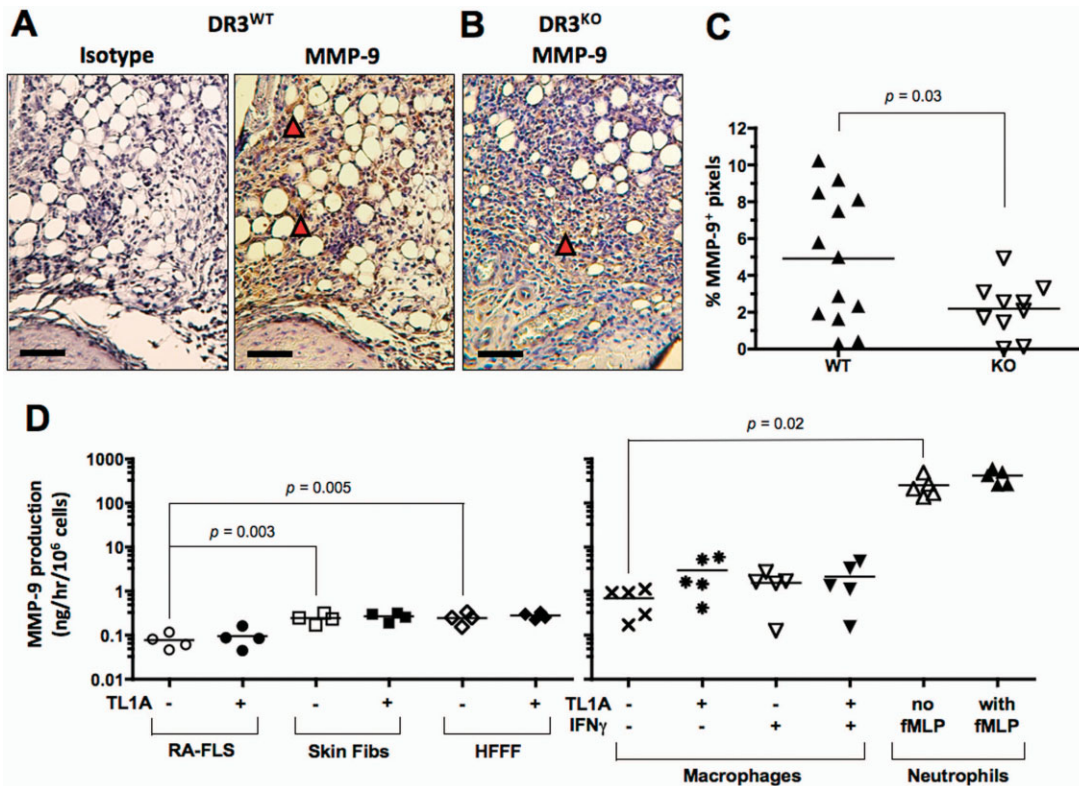 A
DR3WT
Isotype
MMP-9
B
DR3KO
MMP-9
C
p = 0.03
% MMP-9+ pixels
12
10
8
6
4
2
0
WT
KO
D
MMP-9 production
(ng/hr/10⁶ cells)
1000
100
10
1
0.1
0.01
p = 0.005
p = 0.003
p = 0.02
TL1A - + - + - +
RA-FLS
Skin Fibs
HFFF
TL1A - + - + no with
IFNγ - - + + fMLP fMLP
Macrophages
Neutrophils